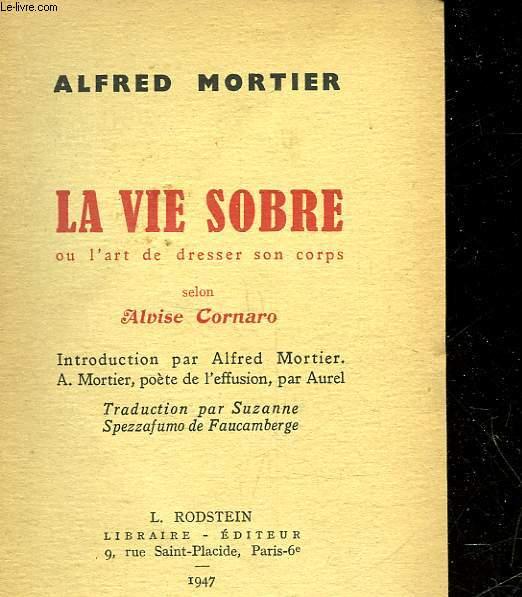 Le-livre.com
ALFRED MORTIER
LA VIE SOBRE
ou l'art de dresser son corps
selon
Alvise Cornaro
Introduction par Alfred Mortier.
A. Mortier, poète de l'effusion, par Aurel
Traduction par Suzanne
Spezzafumo de Faucamberge
L. RODSTEIN
LIBRAIRE - ÉDITEUR
9, rue Saint-Placide, Paris-6e
1947